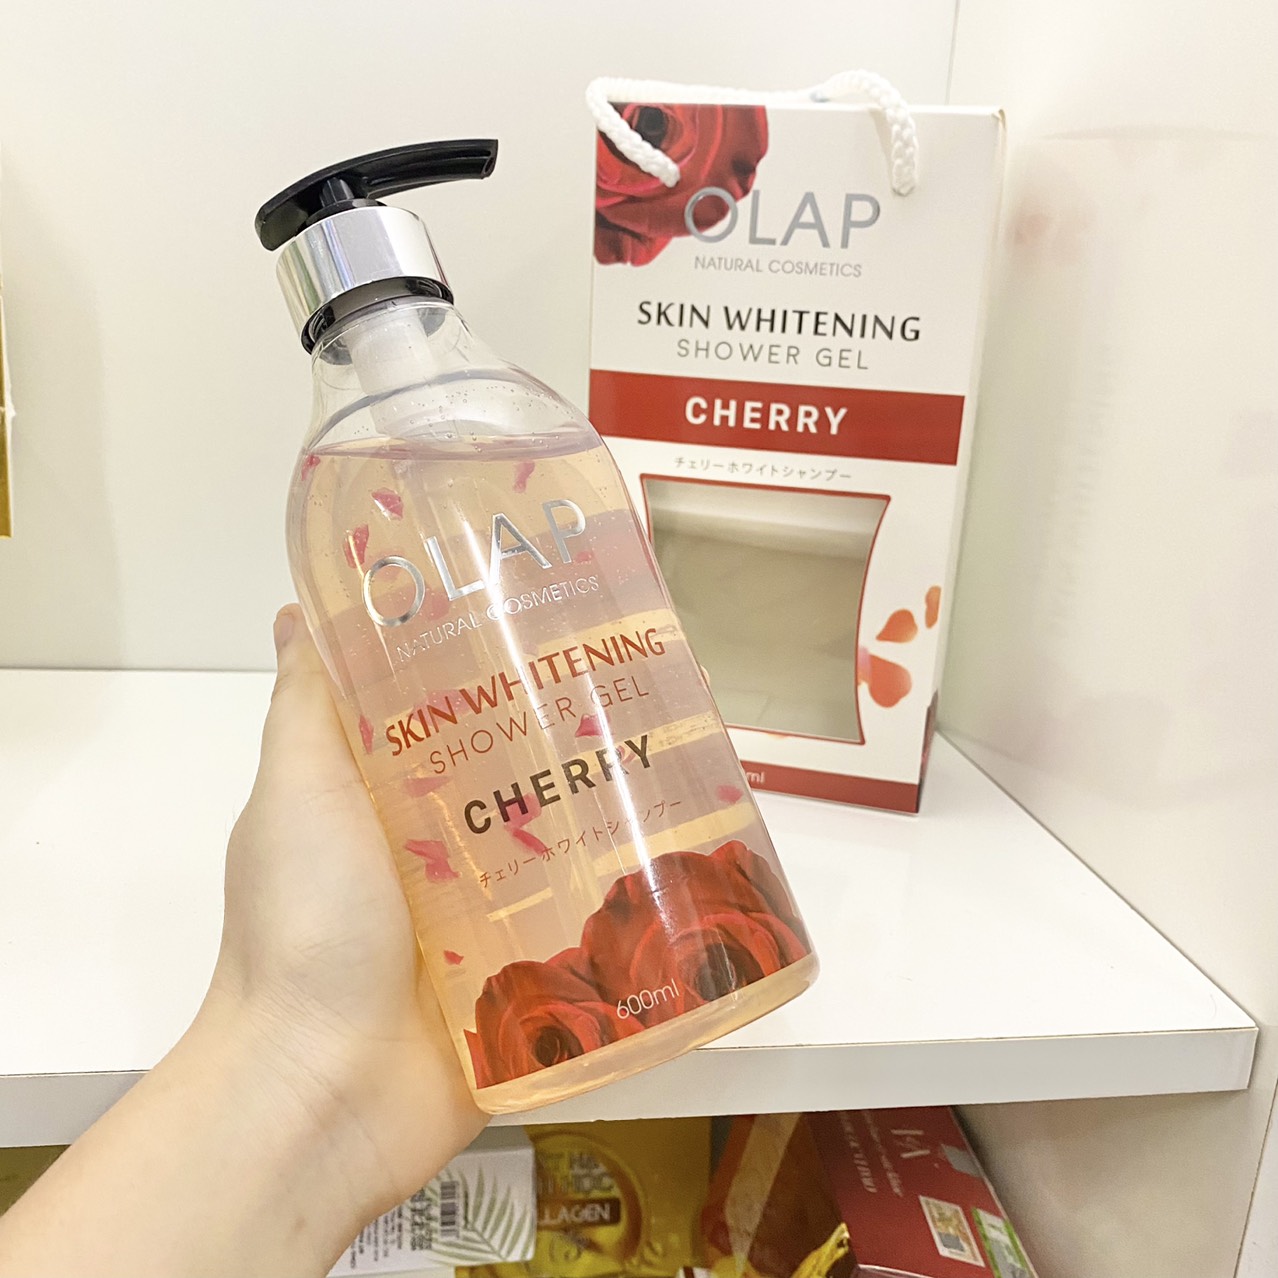 OLAP
NATURAL COSMETICS
SKIN WHITENING
SHOWER GEL
CHERRY
チェリーホワイトシャンプー
ml
OLAP
NATURAL COSMETICS
SKIN WHITENING
SHOWER GEL
CHERRY
チェリーホワイトシャンプー
600ml